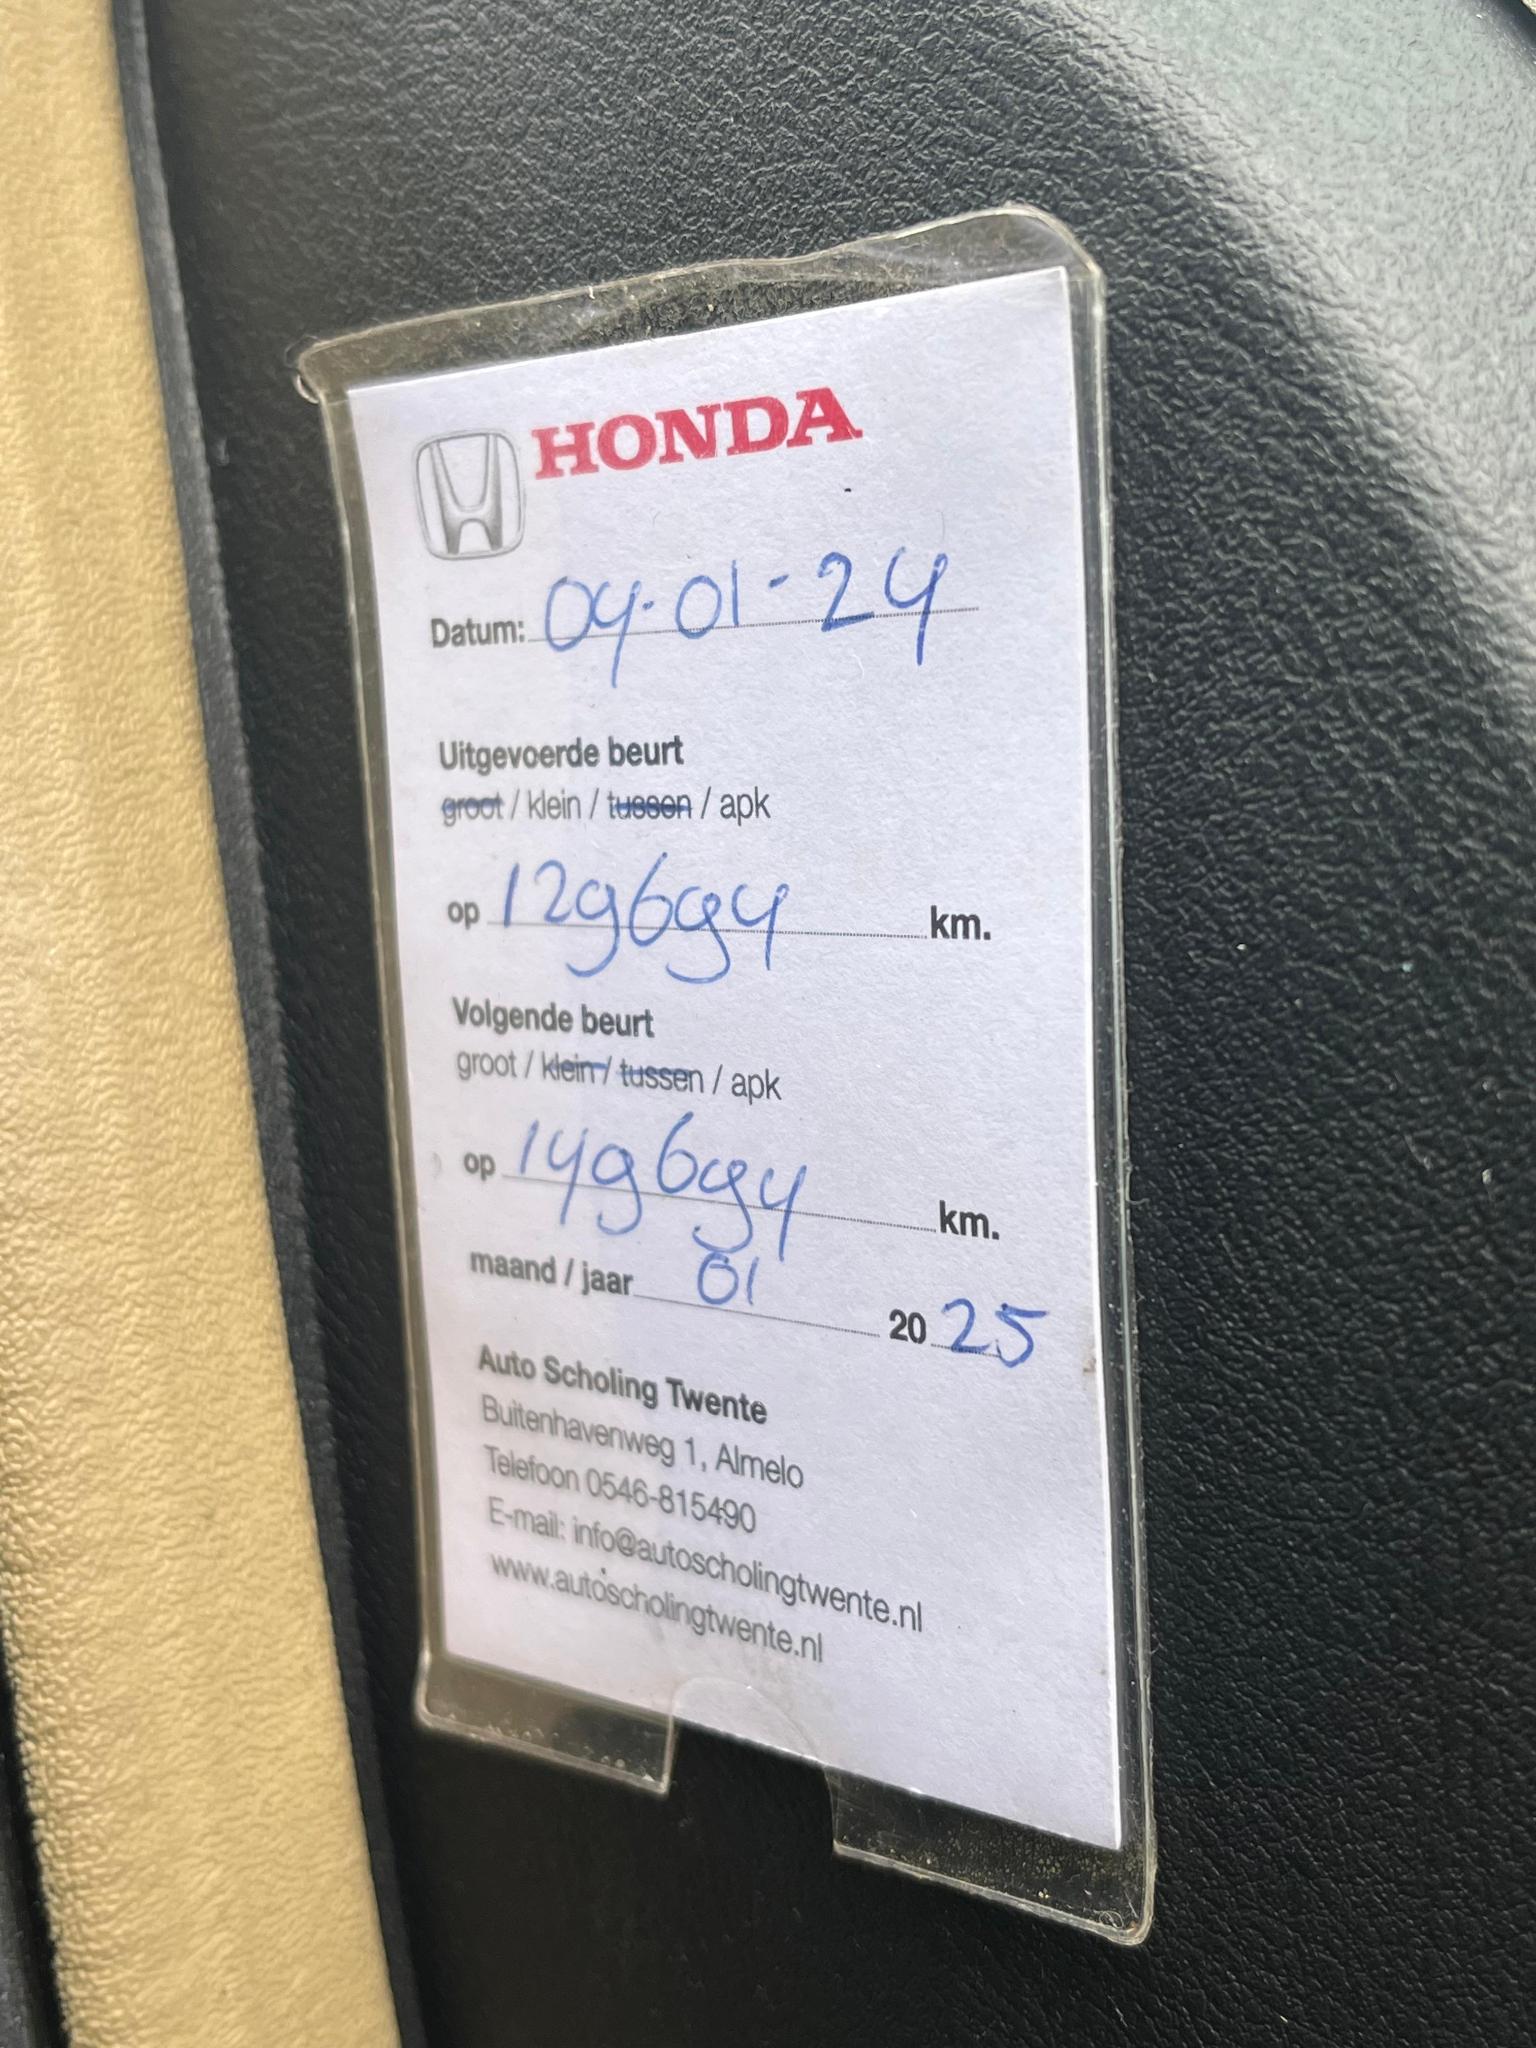 HONDA
Datum: 04-01-24
Uitgevoerde beurt
groot / klein / tussen / apk
op 129694 km.
Volgende beurt
groot / klein / tussen / apk
op 149694 km.
maand / jaar 01 2025
Auto Scholing Twente
Buitenhavenweg 1, Almelo
Telefoon 0546-815490
E-mail: info@autoscholingtwente.nl
www.autoscholingtwente.nl